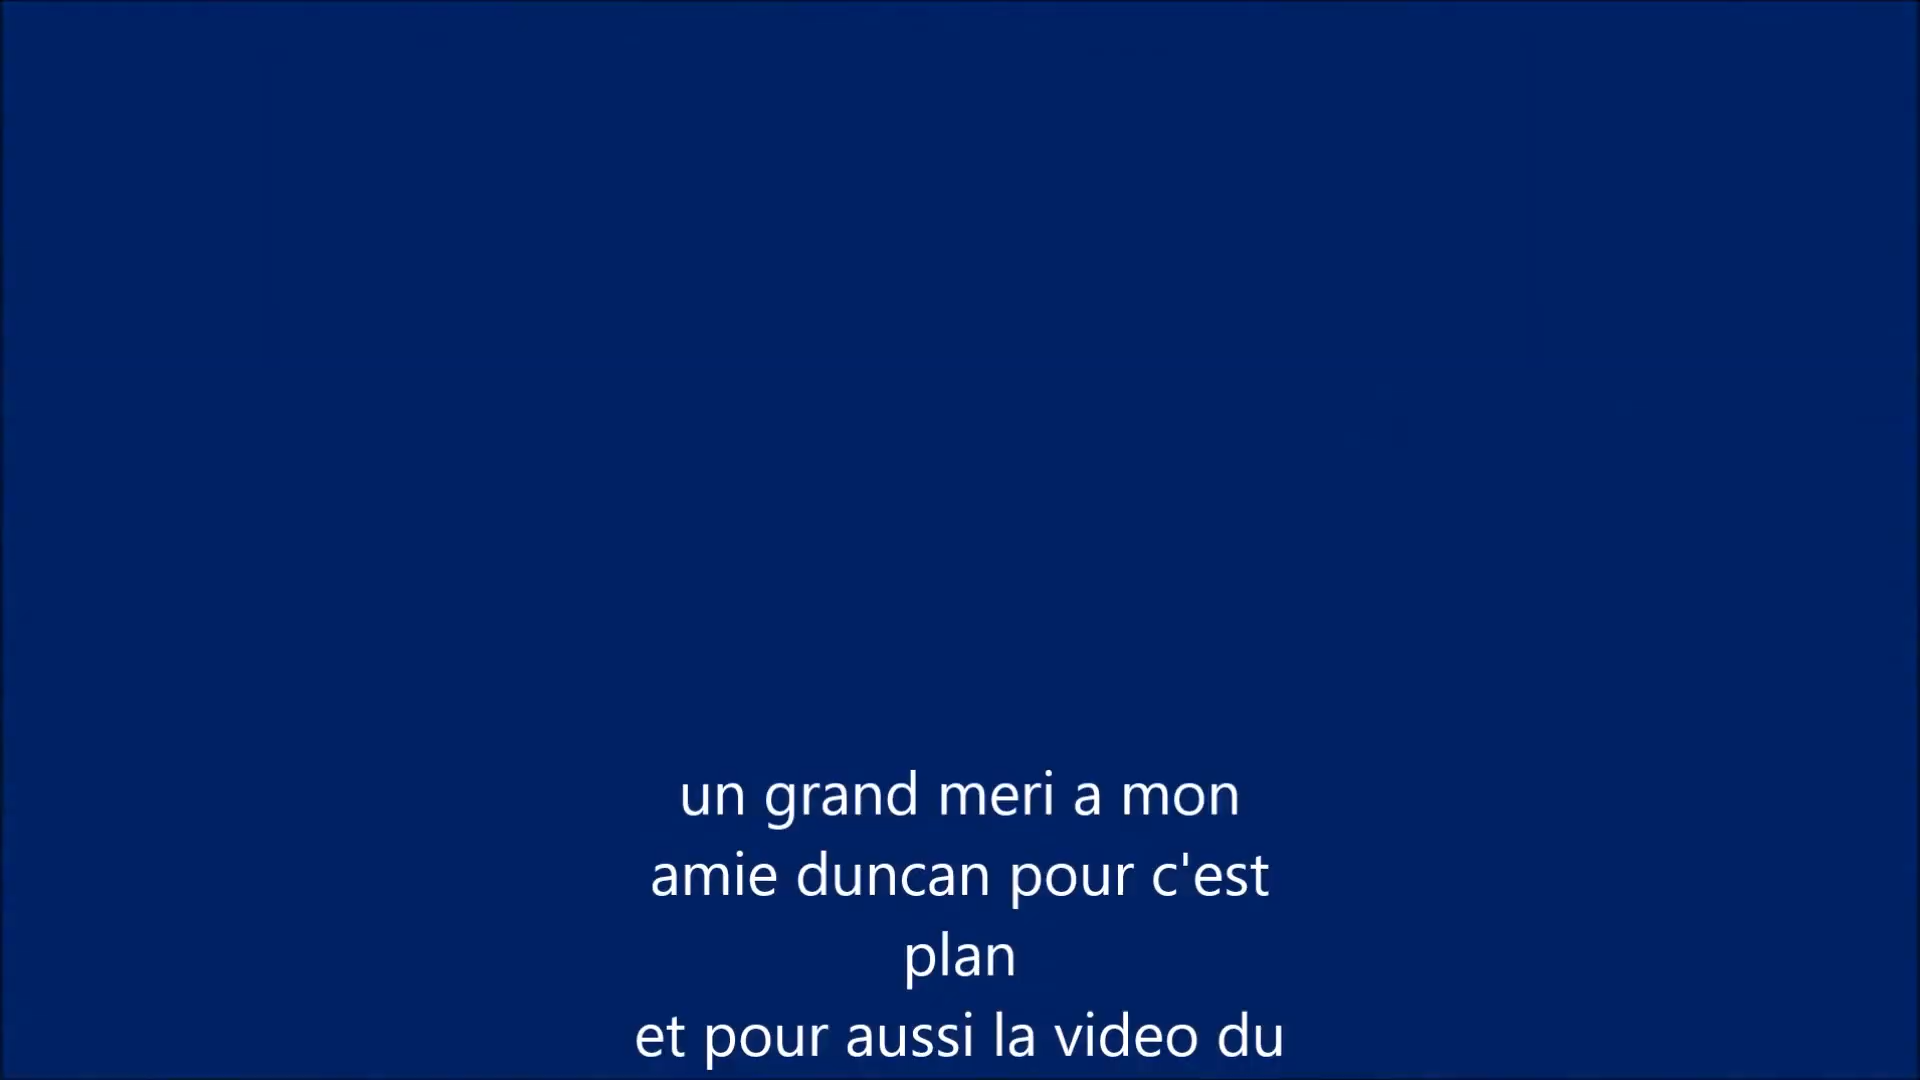 un grand meri a mon
amie duncan pour c'est
plan
et pour aussi la video du